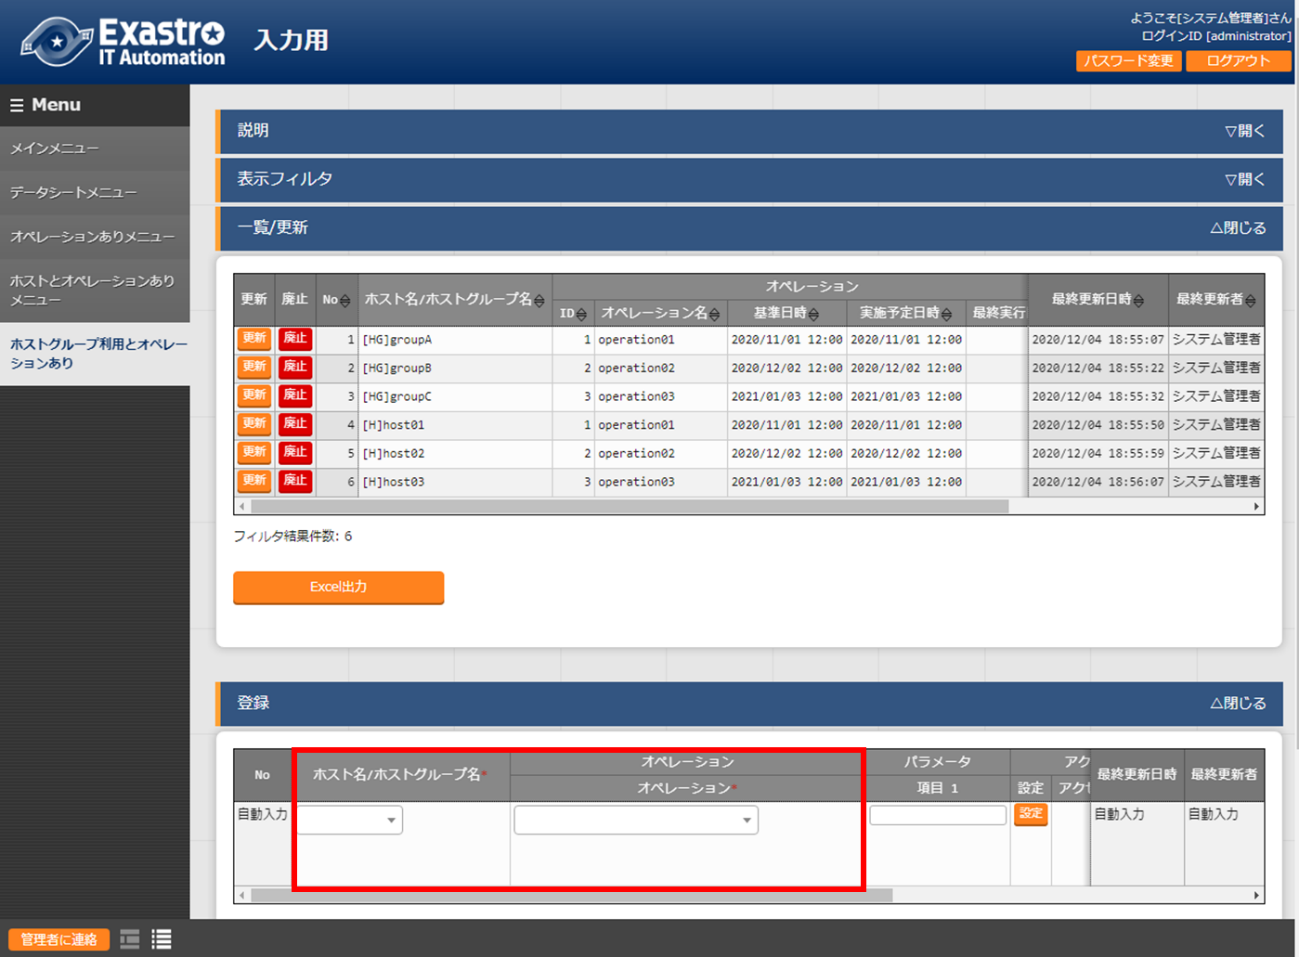 Exastro
IT Automation
入力用
ようこそ[システム管理者]さん
ログインID [administrator]
パスワード変更 ログアウト
☰ Menu
メインメニュー
データシートメニュー
オペレーションありメニュー
ホストとオペレーションあり
メニュー
ホストグループ利用とオペレー
ションあり
説明 ▽開く
表示フィルタ ▽開く
一覧/更新 △閉じる
更新 廃止 No ホスト名/ホストグループ名 オペレーション 最終更新日時 最終更新者
ID オペレーション名 基準日時 実施予定日時 最終実行
更新 廃止 1 [HG]groupA 1 operation01 2020/11/01 12:00 2020/11/01 12:00 2020/12/04 18:55:07 システム管理者
更新 廃止 2 [HG]groupB 2 operation02 2020/12/02 12:00 2020/12/02 12:00 2020/12/04 18:55:22 システム管理者
更新 廃止 3 [HG]groupC 3 operation03 2021/01/03 12:00 2021/01/03 12:00 2020/12/04 18:55:32 システム管理者
更新 廃止 4 [H]host01 1 operation01 2020/11/01 12:00 2020/11/01 12:00 2020/12/04 18:55:50 システム管理者
更新 廃止 5 [H]host02 2 operation02 2020/12/02 12:00 2020/12/02 12:00 2020/12/04 18:55:59 システム管理者
更新 廃止 6 [H]host03 3 operation03 2021/01/03 12:00 2021/01/03 12:00 2020/12/04 18:56:07 システム管理者
フィルタ結果件数: 6
Excel出力
登録 △閉じる
No ホスト名/ホストグループ名* オペレーション パラメータ アク 最終更新日時 最終更新者
オペレーション* 項目 1 設定 アクセ
自動入力 設定 自動入力 自動入力
管理者に連絡